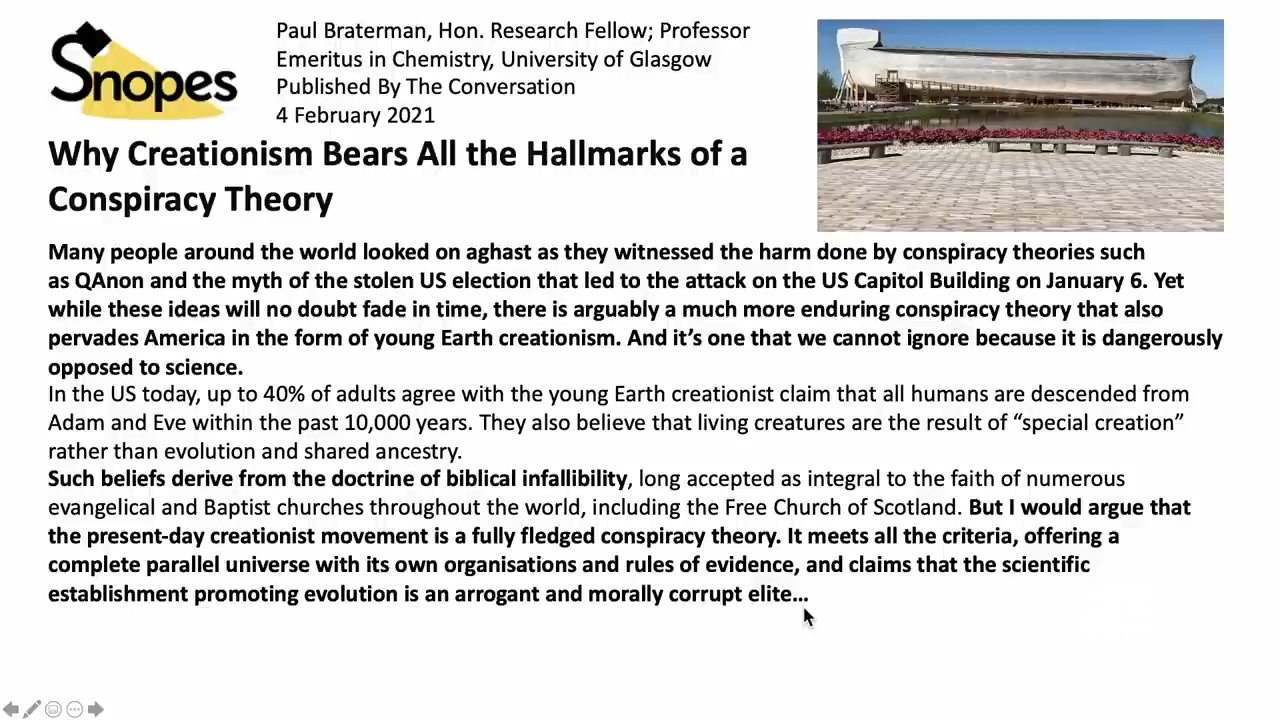 Snopes
Paul Braterman, Hon. Research Fellow; Professor
Emeritus in Chemistry, University of Glasgow
Published By The Conversation
4 February 2021
Why Creationism Bears All the Hallmarks of a
Conspiracy Theory
Many people around the world looked on aghast as they witnessed the harm done by conspiracy theories such
as QAnon and the myth of the stolen US election that led to the attack on the US Capitol Building on January 6. Yet
while these ideas will no doubt fade in time, there is arguably a much more enduring conspiracy theory that also
pervades America in the form of young Earth creationism. And it’s one that we cannot ignore because it is dangerously
opposed to science.
In the US today, up to 40% of adults agree with the young Earth creationist claim that all humans are descended from
Adam and Eve within the past 10,000 years. They also believe that living creatures are the result of “special creation”
rather than evolution and shared ancestry.
Such beliefs derive from the doctrine of biblical infallibility, long accepted as integral to the faith of numerous
evangelical and Baptist churches throughout the world, including the Free Church of Scotland. But I would argue that
the present-day creationist movement is a fully fledged conspiracy theory. It meets all the criteria, offering a
complete parallel universe with its own organisations and rules of evidence, and claims that the scientific
establishment promoting evolution is an arrogant and morally corrupt elite…